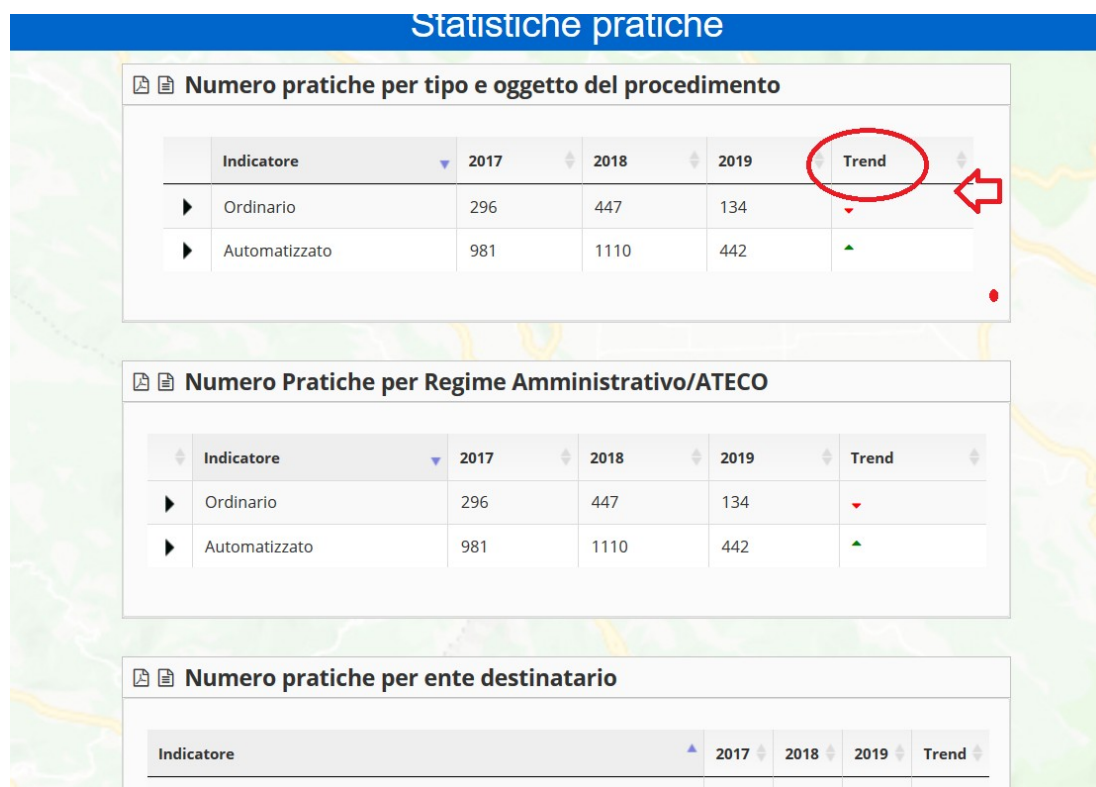 Statistiche pratiche
Numero pratiche per tipo e oggetto del procedimento
Indicatore 2017 2018 2019 Trend
Ordinario 296 447 134
Automatizzato 981 1110 442
Numero Pratiche per Regime Amministrativo/ATECO
Indicatore 2017 2018 2019 Trend
Ordinario 296 447 134
Automatizzato 981 1110 442
Numero pratiche per ente destinatario
Indicatore 2017 2018 2019 Trend